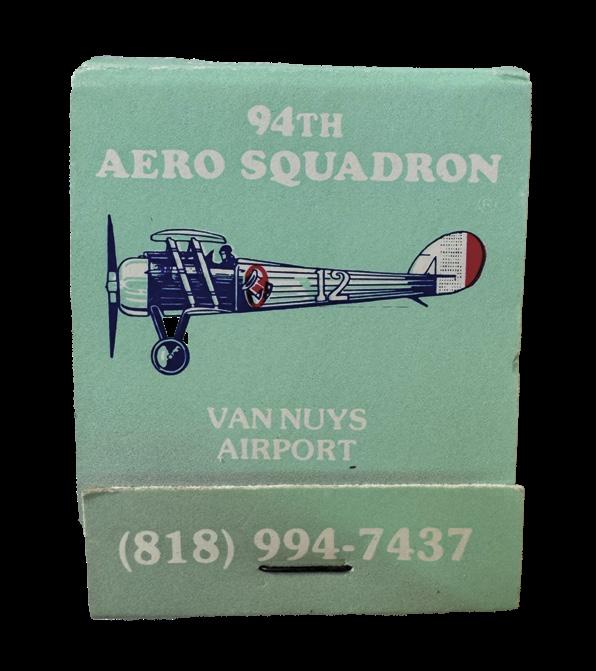 94TH
AERO SQUADRON
®
12
VAN NUYS
AIRPORT
(818) 994-7437